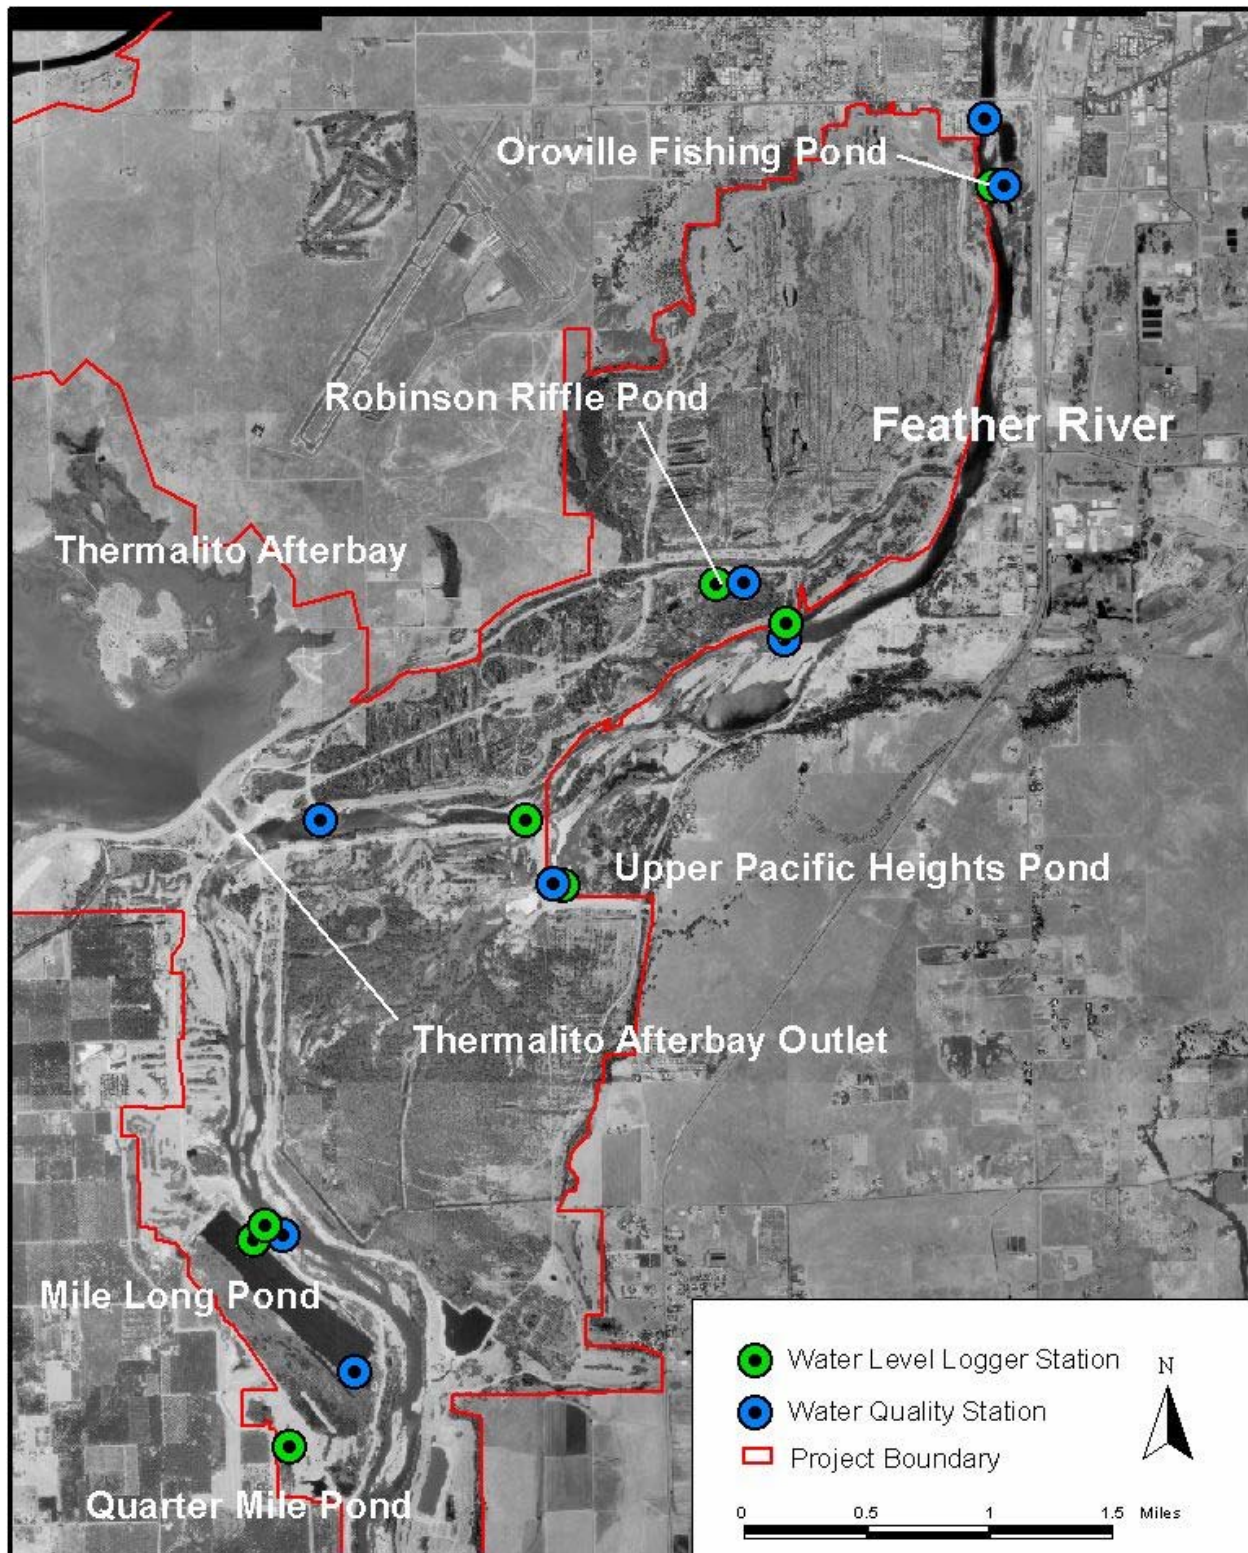 Oroville Fishing Pond
Robinson Riffle Pond
Feather River
Thermalito Afterbay
Upper Pacific Heights Pond
Thermalito Afterbay Outlet
Mile Long Pond
Quarter Mile Pond
Water Level Logger Station
Water Quality Station
Project Boundary
N
0 0.5 1 1.5 Miles